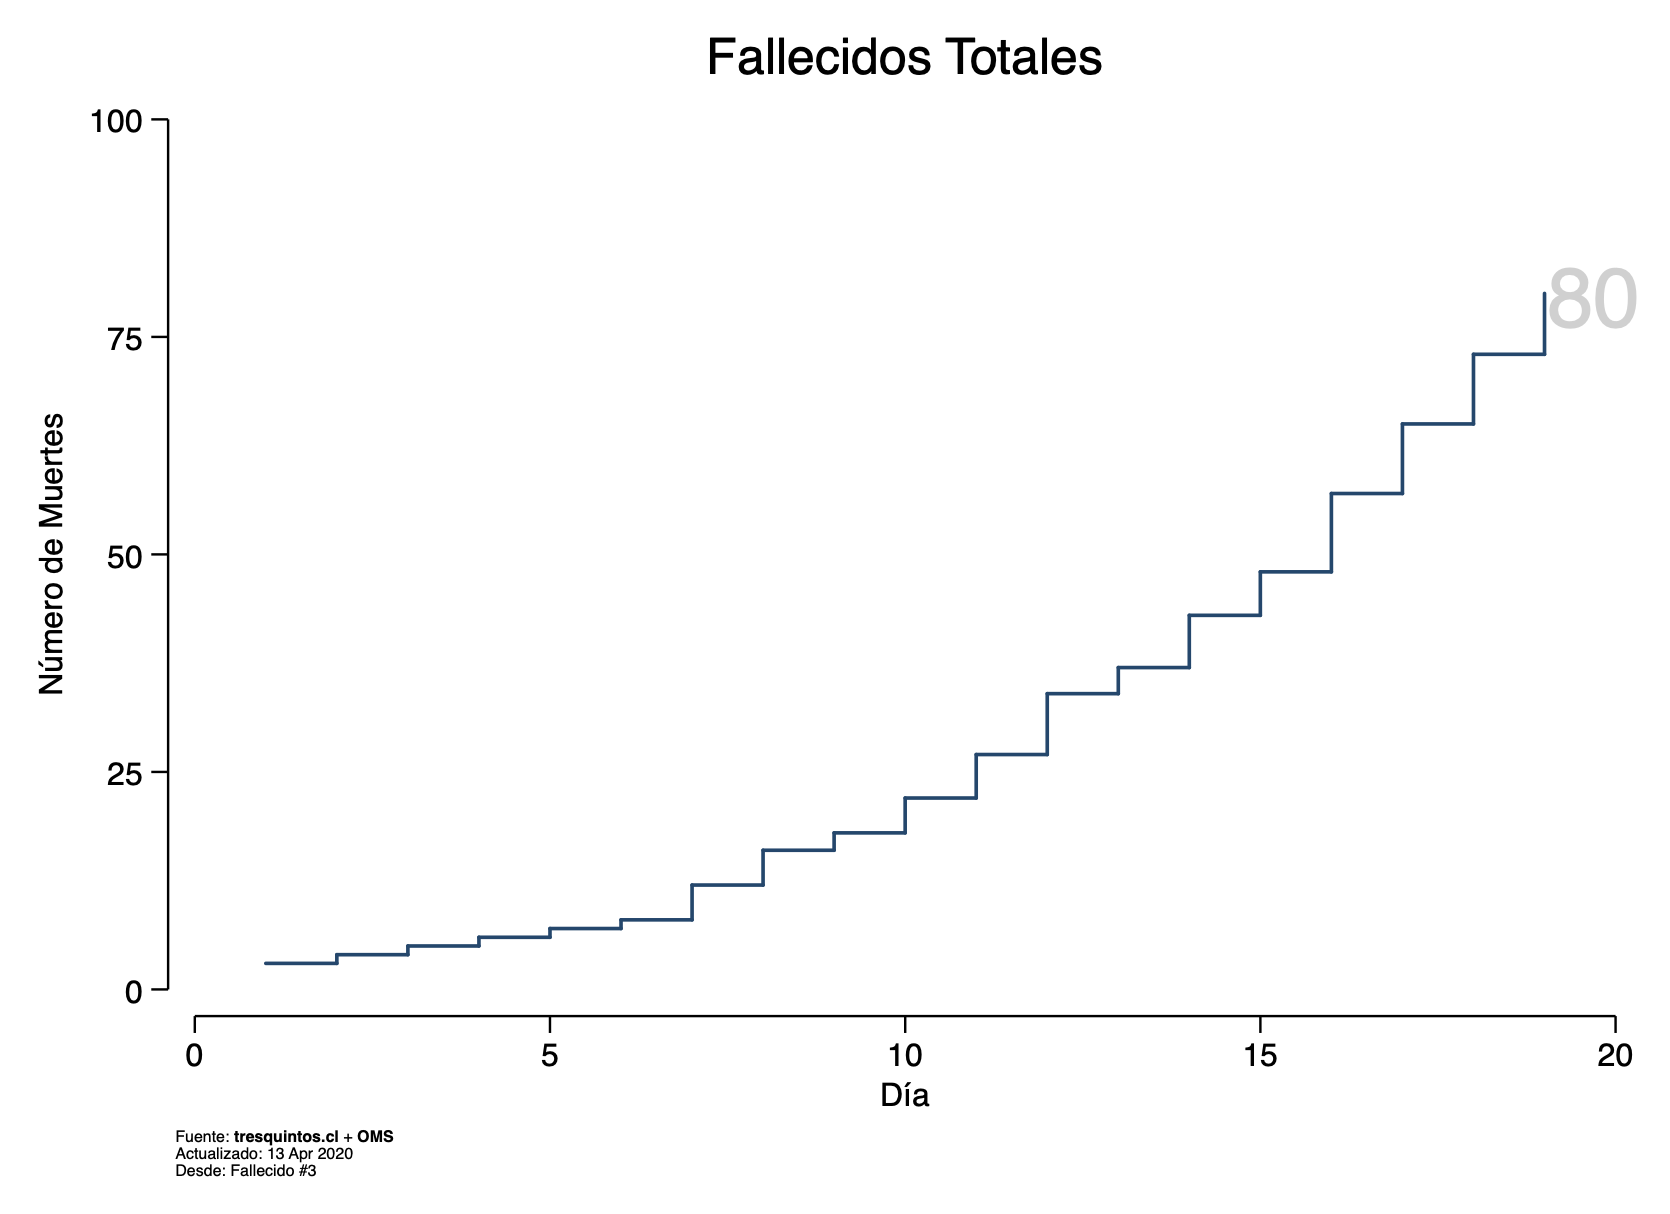 Fallecidos Totales
100
75
50
25
0
Número de Muertes
80
0 5 10 15 20
Día
Fuente: tresquintos.cl + OMS
Actualizado: 13 Apr 2020
Desde: Fallecido #3